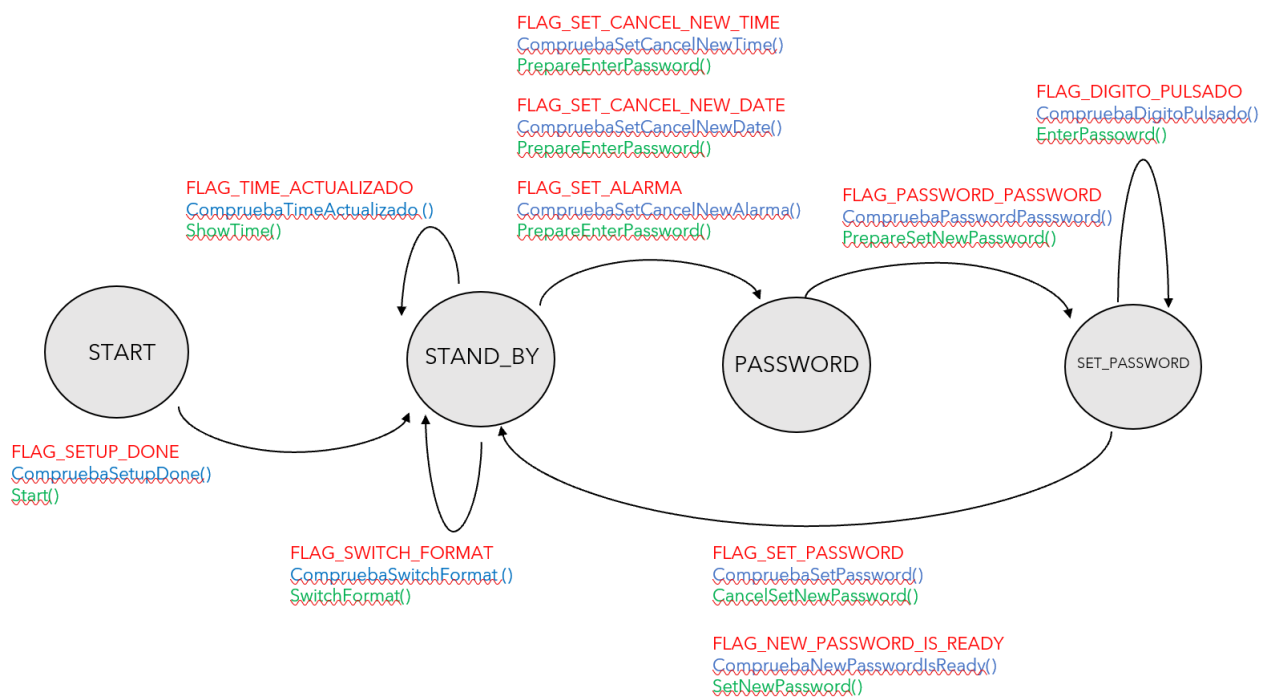 FLAG_SET_CANCEL_NEW_TIME
CompruebaSetCancelNewTime()
PrepareEnterPassword()
FLAG_SET_CANCEL_NEW_DATE
CompruebaSetCancelNewDate()
PrepareEnterPassword()
FLAG_SET_ALARMA
CompruebaSetCancelNewAlarma()
PrepareEnterPassword()
FLAG_DIGITO_PULSADO
CompruebaDigitoPulsado()
EnterPassowrd()
FLAG_TIME_ACTUALIZADO
CompruebaTimeActualizado ()
ShowTime()
FLAG_PASSWORD_PASSWORD
CompruebaPasswordPasssword()
PrepareSetNewPassword()
START
STAND_BY
PASSWORD
SET_PASSWORD
FLAG_SETUP_DONE
CompruebaSetupDone()
Start()
FLAG_SWITCH_FORMAT
CompruebaSwitchFormat ()
SwitchFormat()
FLAG_SET_PASSWORD
CompruebaSetPassword()
CancelSetNewPassword()
FLAG_NEW_PASSWORD_IS_READY
CompruebaNewPasswordIsReady()
SetNewPassword()